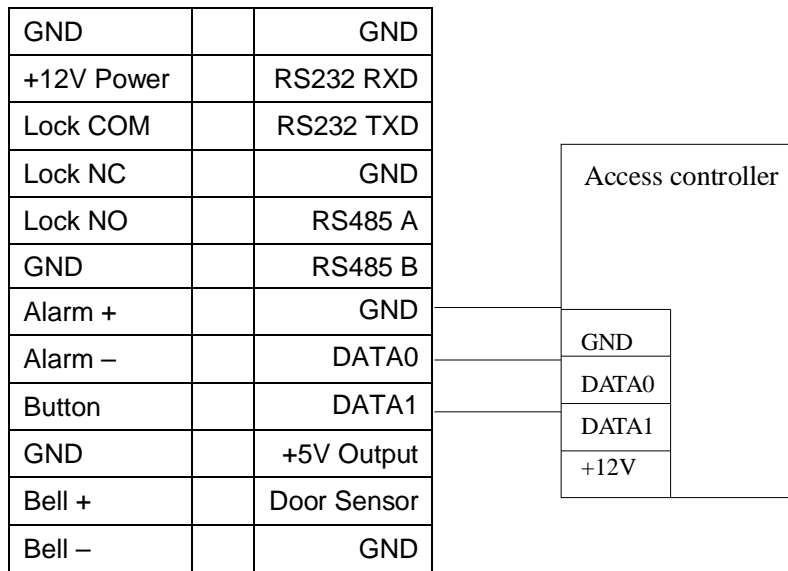 GND GND
+12V Power RS232 RXD
Lock COM RS232 TXD
Lock NC GND
Lock NO RS485 A
GND RS485 B
Alarm + GND
Alarm – DATA0
Button DATA1
GND +5V Output
Bell + Door Sensor
Bell – GND
Access controller
GND
DATA0
DATA1
+12V